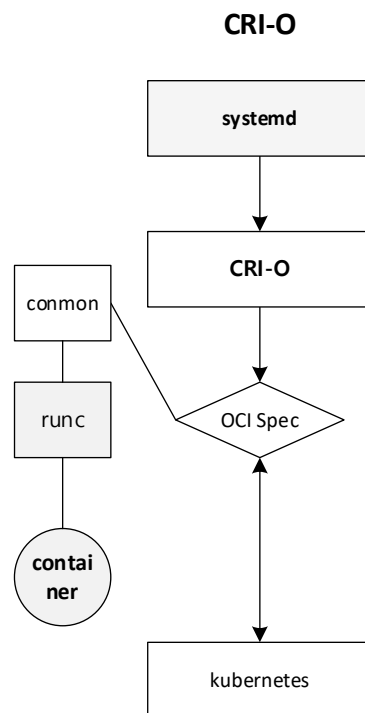 CRI-O
systemd
CRI-O
conmon
OCI Spec
runc
contai
ner
kubernetes